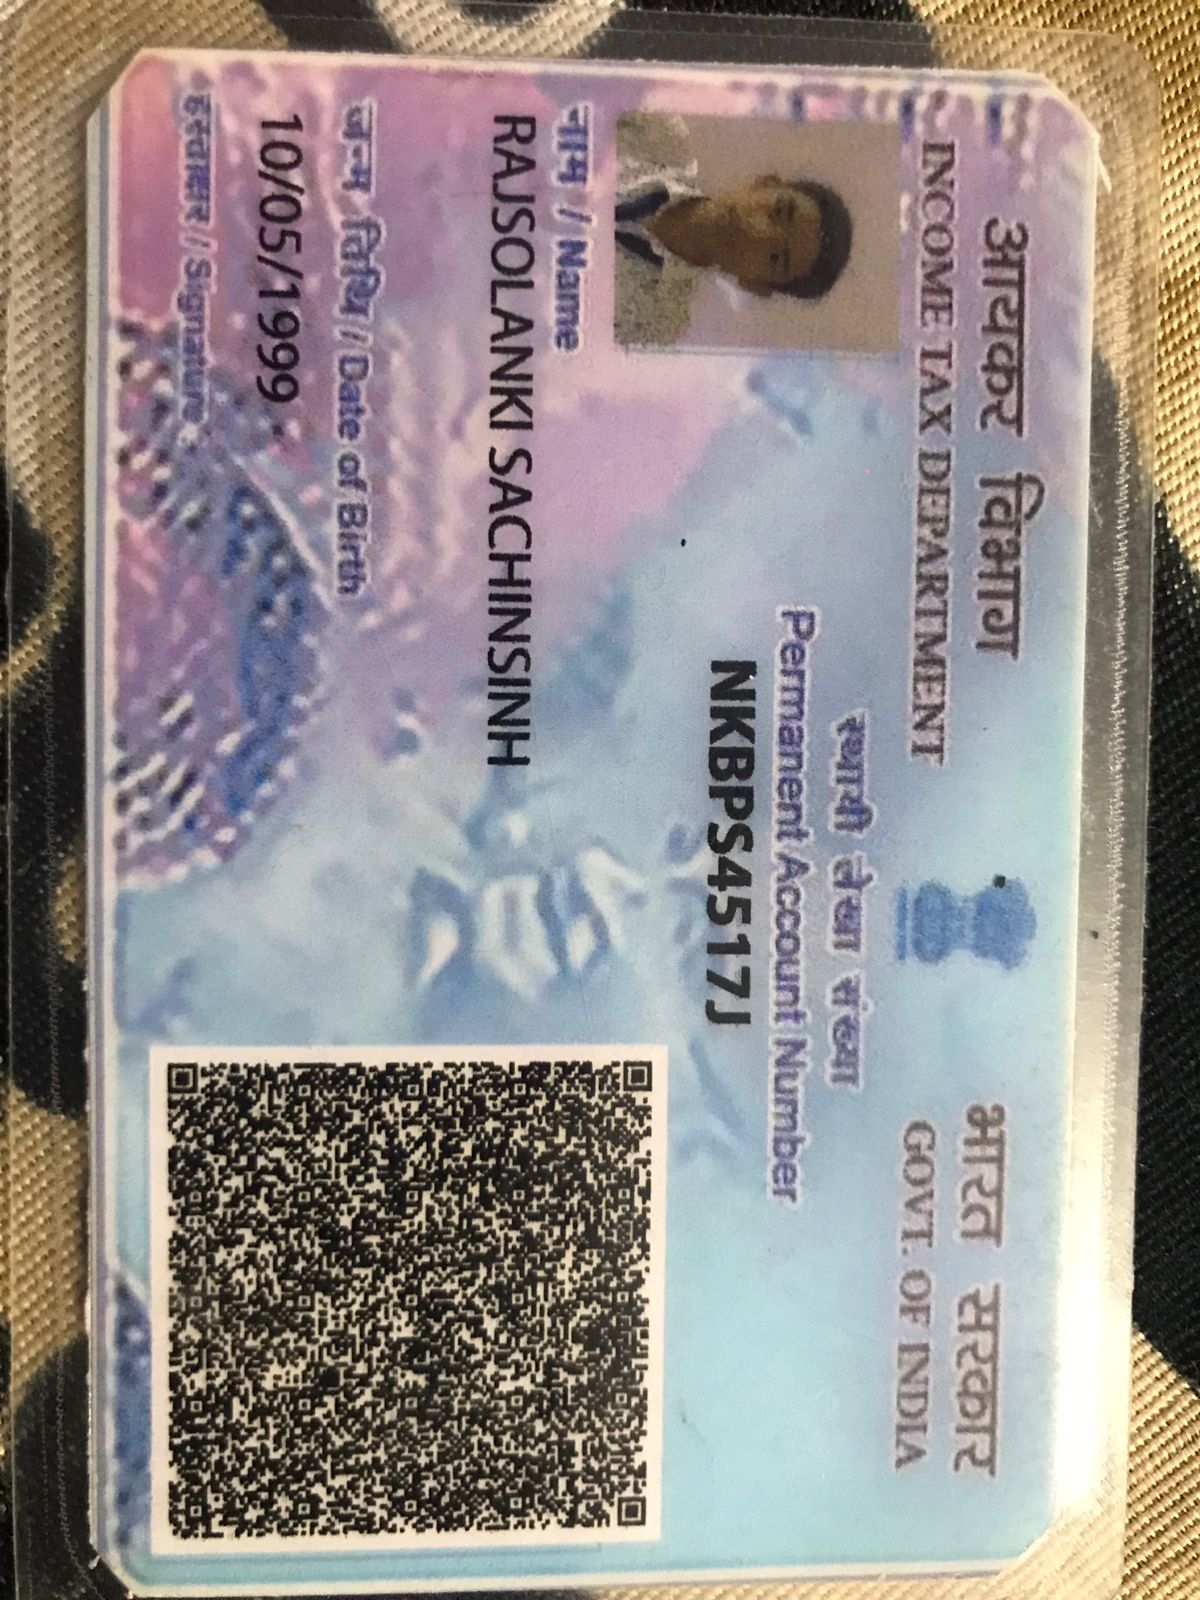 आयकर विभाग
INCOME TAX DEPARTMENT
भारत सरकार
GOVT. OF INDIA
स्थायी लेखा संख्या
Permanent Account Number
NKBPS4517J
नाम / Name
RAJSOLANKI SACHINSINH
जन्म तिथि / Date of Birth
10/05/1999
हस्ताक्षर / Signature